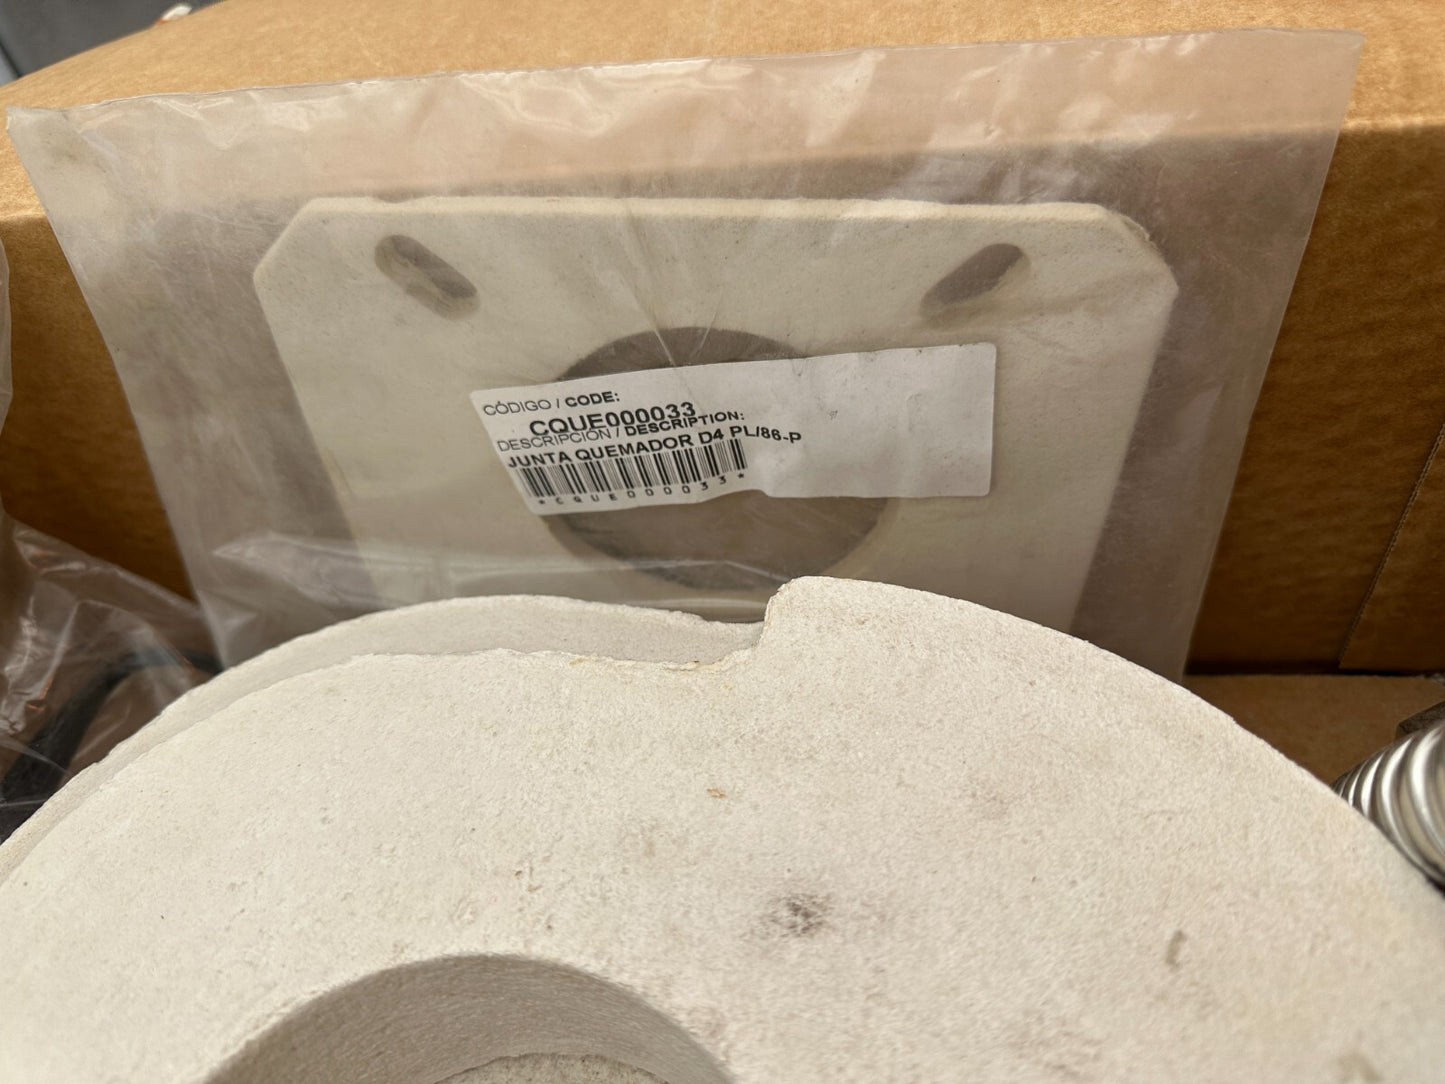 CÓDIGO / CODE:
CQUE000033
DESCRIPCIÓN / DESCRIPTION:
JUNTA QUEMADOR D4 PL/86-P
*CQUE000033*